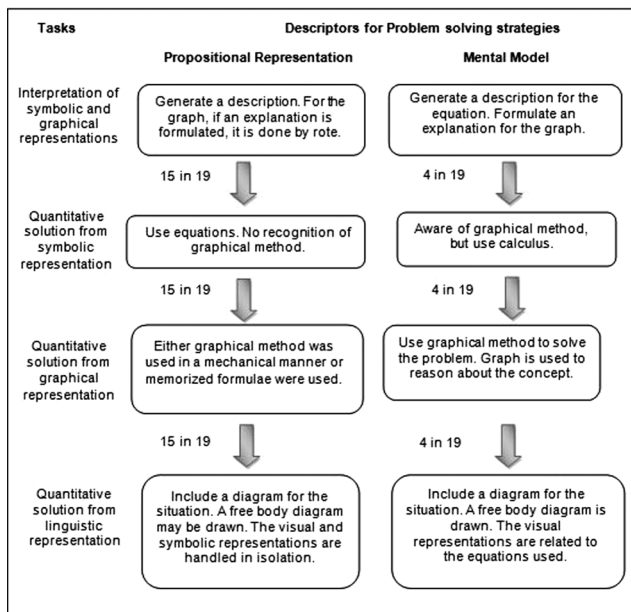 Tasks
Descriptors for Problem solving strategies
Propositional Representation
Mental Model
Interpretation of
symbolic and
graphical
representations
Generate a description. For the
graph, if an explanation is
formulated, it is done by rote.
Generate a description for the
equation. Formulate an
explanation for the graph.
15 in 19
4 in 19
Quantitative
solution from
symbolic
representation
Use equations. No recognition of
graphical method.
Aware of graphical method,
but use calculus.
15 in 19
4 in 19
Quantitative
solution from
graphical
representation
Either graphical method was
used in a mechanical manner or
memorized formulae were used.
Use graphical method to solve
the problem. Graph is used to
reason about the concept.
15 in 19
4 in 19
Quantitative
solution from
linguistic
representation
Include a diagram for the
situation. A free body diagram
may be drawn. The visual and
symbolic representations are
handled in isolation.
Include a diagram for the
situation. A free body diagram is
drawn. The visual
representations are related to
the equations used.